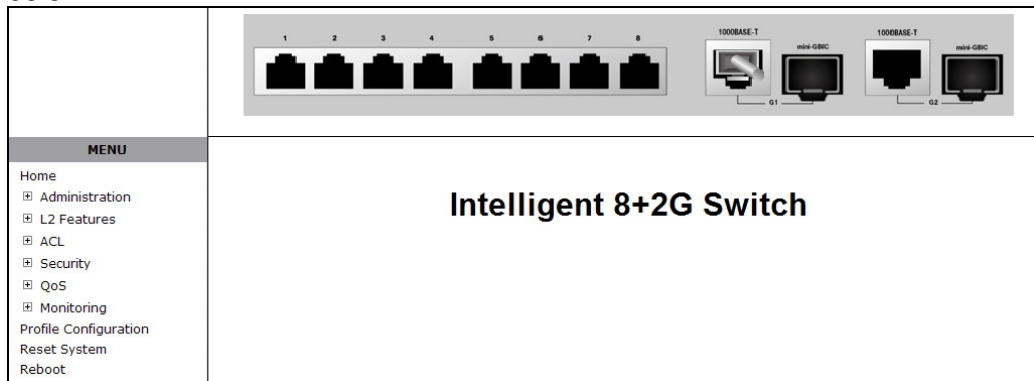 1 2 3 4 5 6 7 8
1000BASE-T
mini-GBIC
G1
1000BASE-T
mini-GBIC
G2
MENU
Home
Administration
L2 Features
ACL
Security
QoS
Monitoring
Profile Configuration
Reset System
Reboot
Intelligent 8+2G Switch